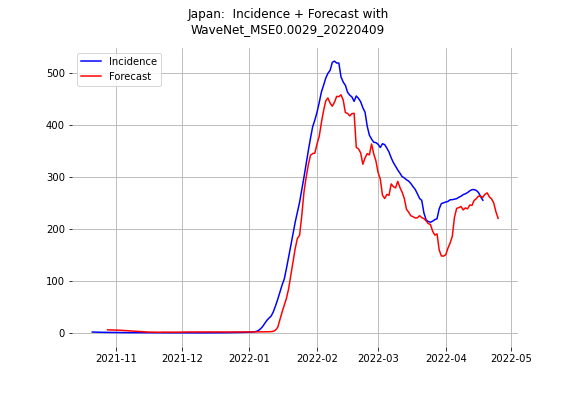 Japan:  Incidence + Forecast with
WaveNet_MSE0.0029_20220409
Incidence
Forecast
500
400
300
200
100
0
2021-11 2021-12 2022-01 2022-02 2022-03 2022-04 2022-05